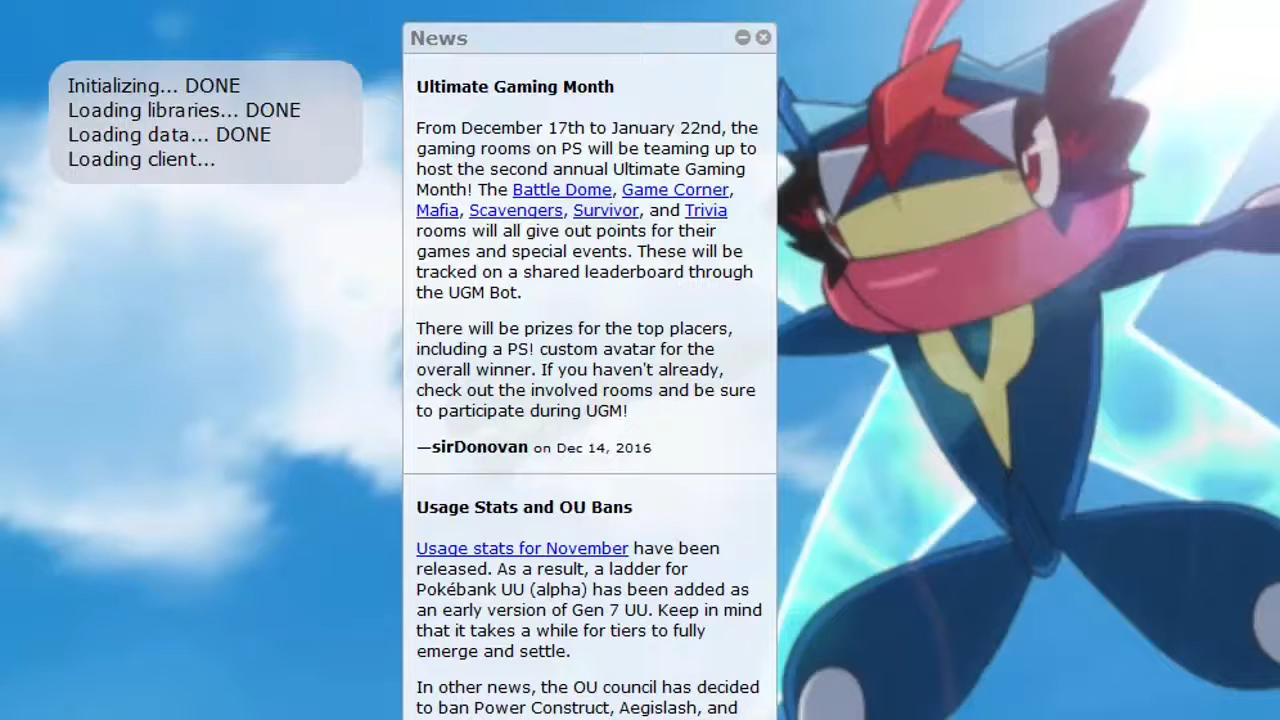 Initializing... DONE
Loading libraries... DONE
Loading data... DONE
Loading client...
News
Ultimate Gaming Month
From December 17th to January 22nd, the
gaming rooms on PS will be teaming up to
host the second annual Ultimate Gaming
Month! The Battle Dome, Game Corner,
Mafia, Scavengers, Survivor, and Trivia
rooms will all give out points for their
games and special events. These will be
tracked on a shared leaderboard through
the UGM Bot.
There will be prizes for the top placers,
including a PS! custom avatar for the
overall winner. If you haven't already,
check out the involved rooms and be sure
to participate during UGM!
—sirDonovan on Dec 14, 2016
Usage Stats and OU Bans
Usage stats for November have been
released. As a result, a ladder for
Pokébank UU (alpha) has been added as
an early version of Gen 7 UU. Keep in mind
that it takes a while for tiers to fully
emerge and settle.
In other news, the OU council has decided
to ban Power Construct, Aegislash, and